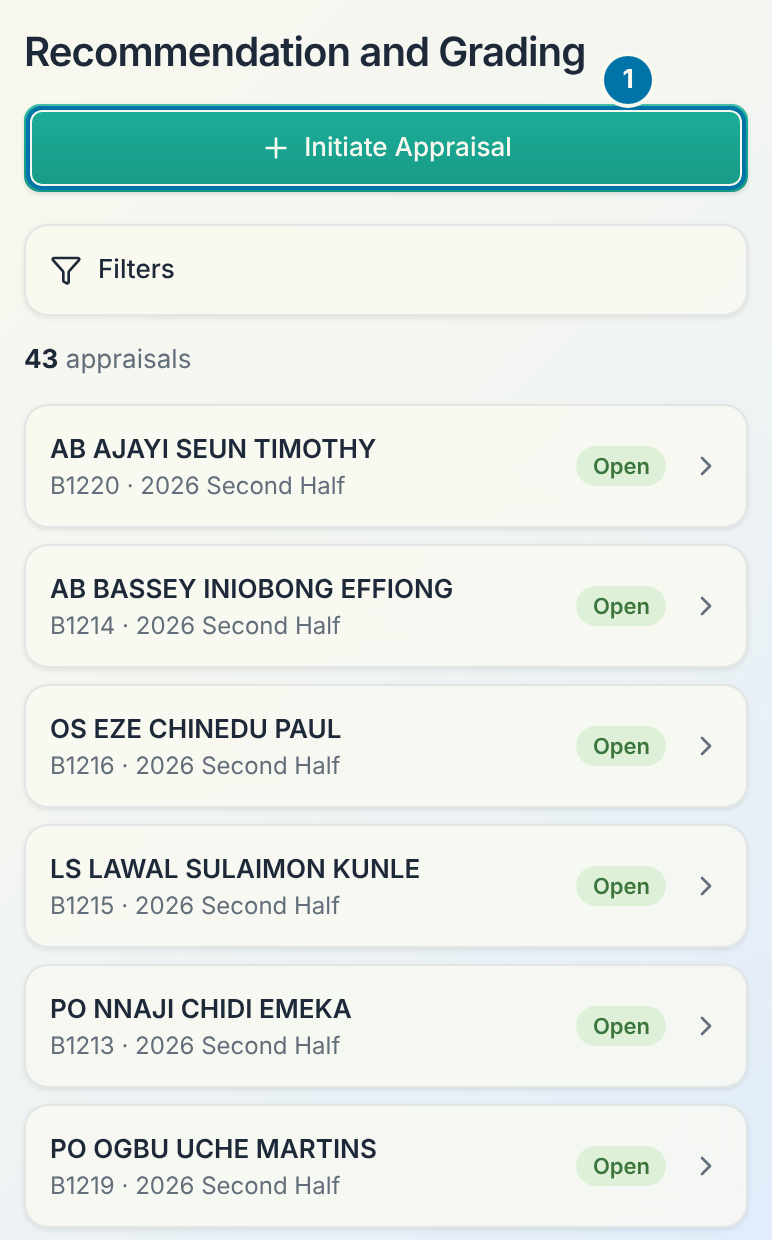 Recommendation and Grading
1
+ Initiate Appraisal
Filters
43 appraisals
AB AJAYI SEUN TIMOTHY
Open
B1220 · 2026 Second Half
AB BASSEY INIOBONG EFFIONG
Open
B1214 · 2026 Second Half
OS EZE CHINEDU PAUL
Open
B1216 · 2026 Second Half
LS LAWAL SULAIMON KUNLE
Open
B1215 · 2026 Second Half
PO NNAJI CHIDI EMEKA
Open
B1213 · 2026 Second Half
PO OGBU UCHE MARTINS
Open
B1219 · 2026 Second Half